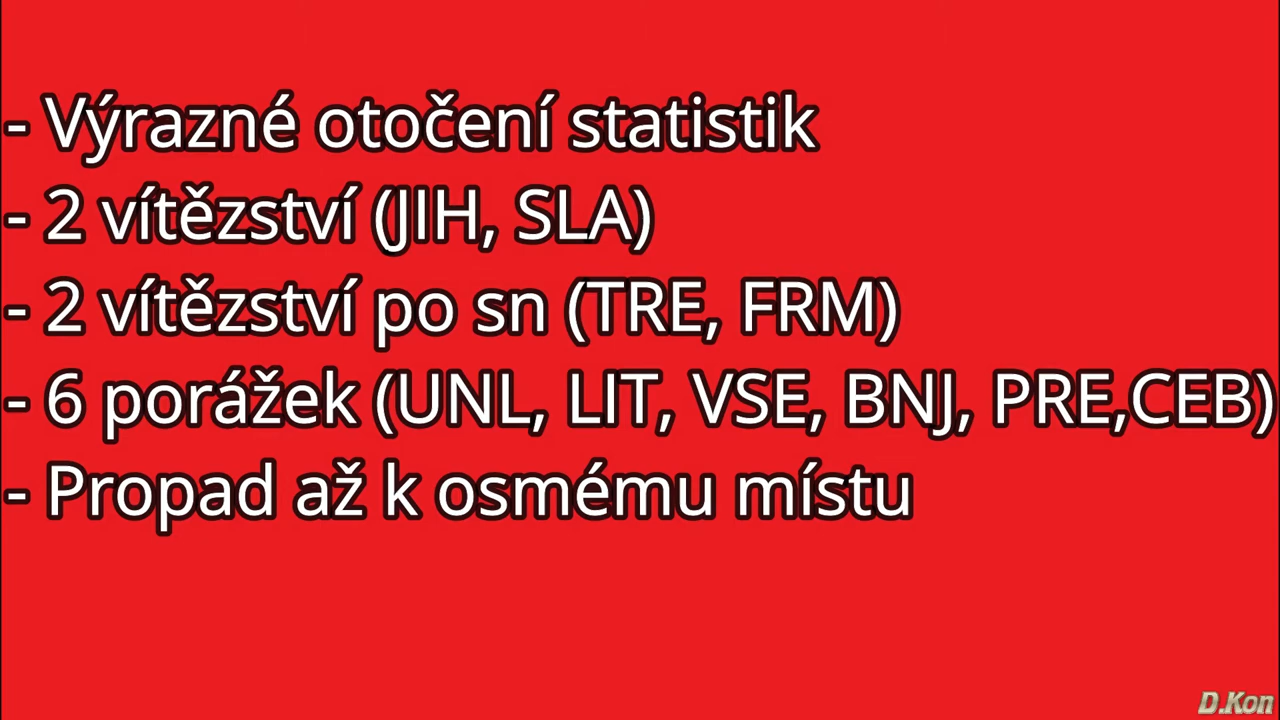 - Výrazné otočení statistik
- 2 vítězství (JIH, SLA)
- 2 vítězství po sn (TRE, FRM)
- 6 porážek (UNL, LIT, VSE, BNJ, PRE,CEB)
- Propad až k osmému místu
D.Kon